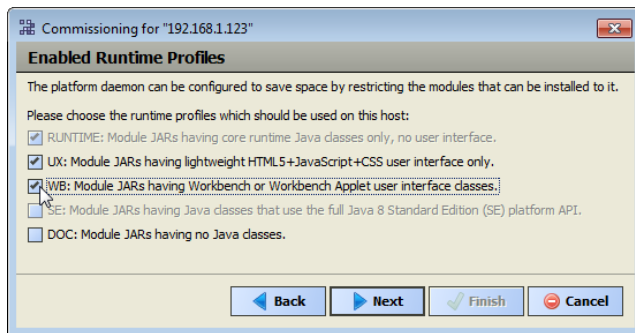 Commissioning for "192.168.1.123"
Enabled Runtime Profiles
The platform daemon can be configured to save space by restricting the modules that can be installed to it.
Please choose the runtime profiles which should be used on this host:
RUNTIME: Module JARs having core runtime Java classes only, no user interface.
UX: Module JARs having lightweight HTML5+JavaScript+CSS user interface only.
WB: Module JARs having Workbench or Workbench Applet user interface classes.
SE: Module JARs having Java classes that use the full Java 8 Standard Edition (SE) platform API.
DOC: Module JARs having no Java classes.
Back Next Finish Cancel